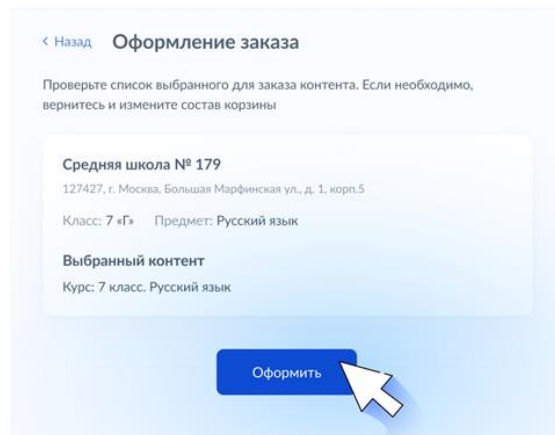 < Назад Оформление заказа
Проверьте список выбранного для заказа контента. Если необходимо,
вернитесь и измените состав корзины
Средняя школа № 179
127427, г. Москва, Большая Марфинская ул., д. 1, корп.5
Класс: 7 «Г» Предмет: Русский язык
Выбранный контент
Курс: 7 класс. Русский язык
Оформить